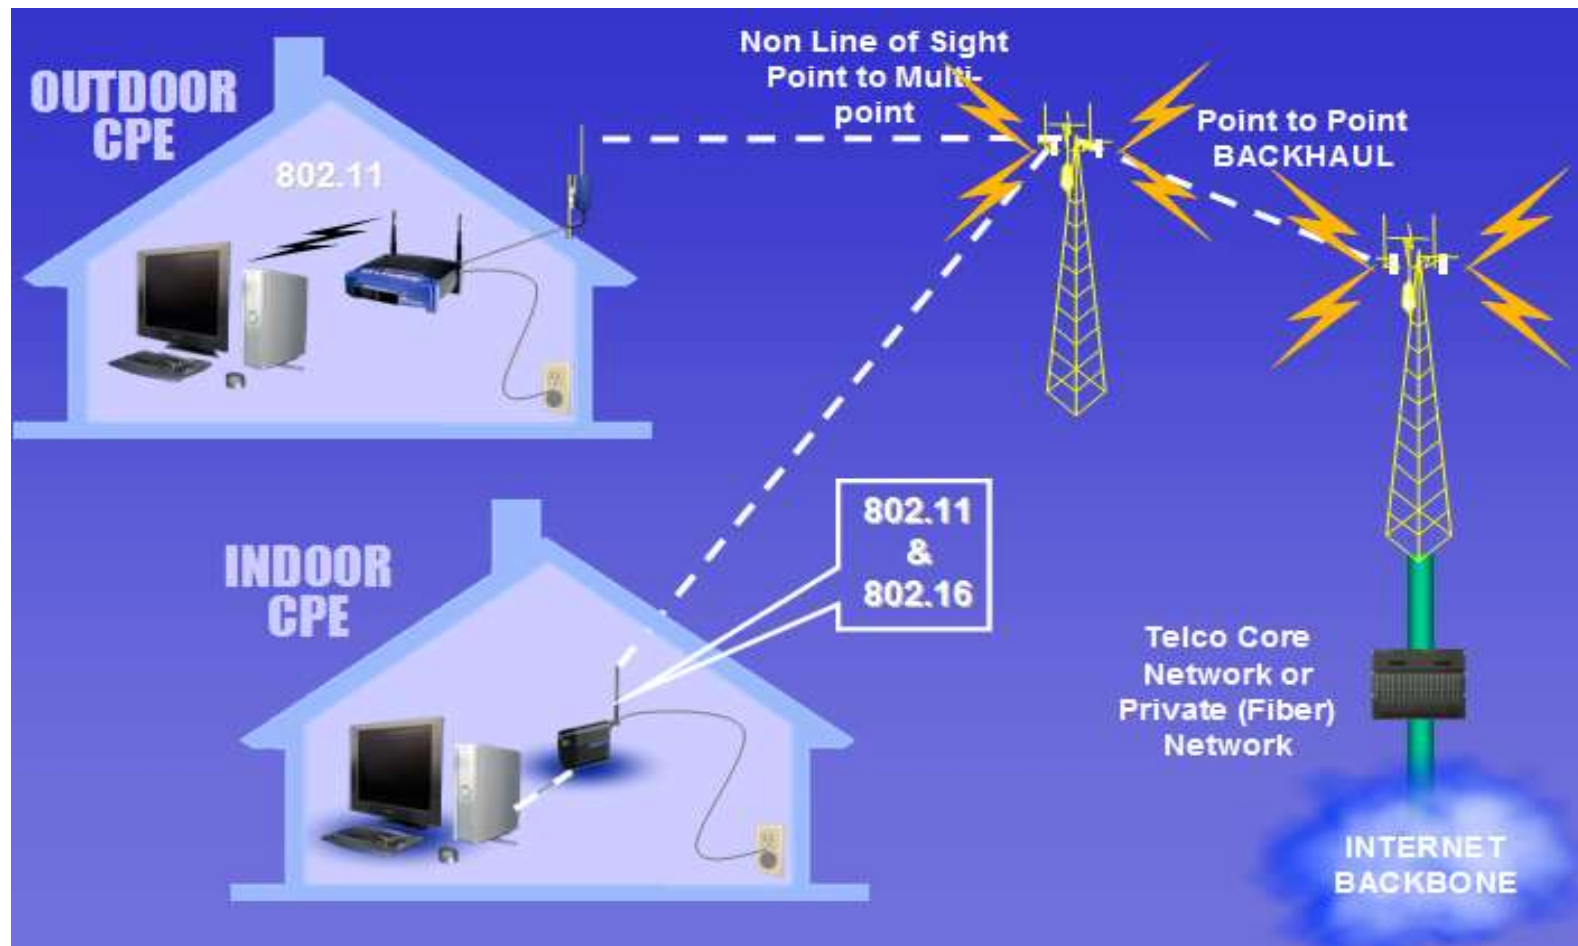 OUTDOOR
CPE
802.11
Non Line of Sight
Point to Multi-
point
Point to Point
BACKHAUL
INDOOR
CPE
802.11
&
802.16
Telco Core
Network or
Private (Fiber)
Network
INTERNET
BACKBONE